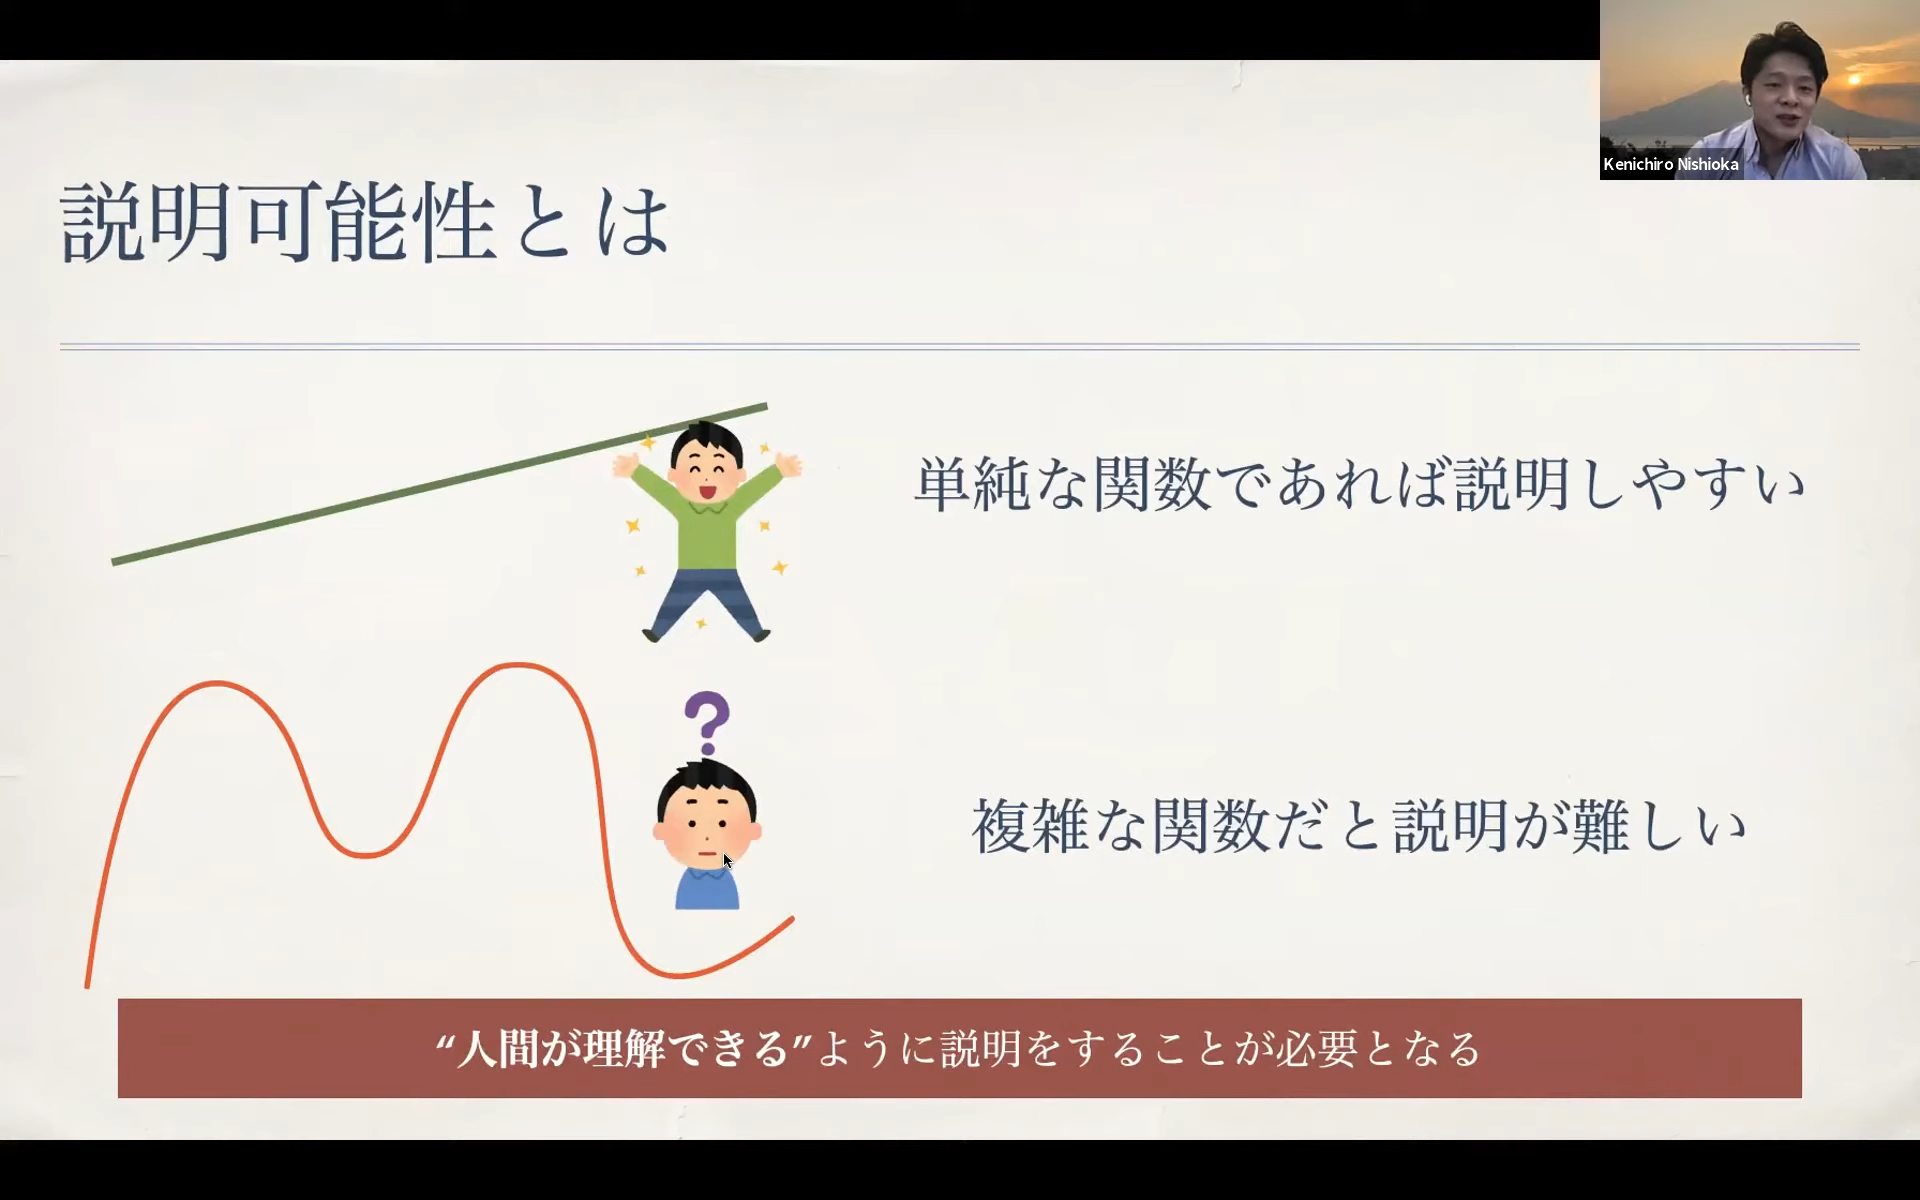 Kenichiro Nishioka
説明可能性とは
単純な関数であれば説明しやすい
?
複雑な関数だと説明が難しい
“人間が理解できる”ように説明をすることが必要となる